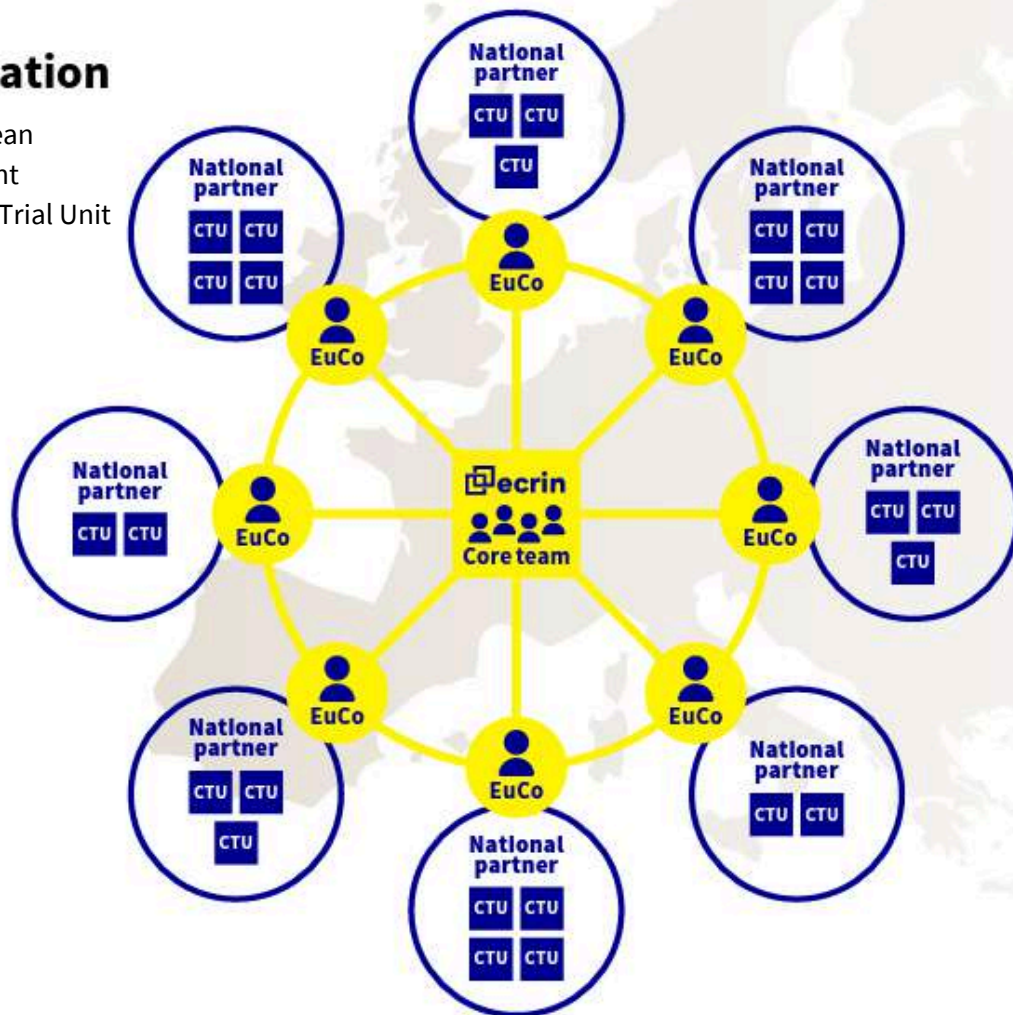 ation
ean
nt
Trial Unit
National
partner
CTU CTU
CTU
National
partner
CTU CTU
CTU CTU
National
partner
CTU CTU
CTU CTU
EuCo
EuCo
EuCo
National
partner
CTU CTU
EuCo
ecrin
Core team
EuCo
National
partner
CTU CTU
CTU
EuCo
EuCo
National
partner
CTU CTU
CTU
EuCo
National
partner
CTU CTU
National
partner
CTU CTU
CTU CTU